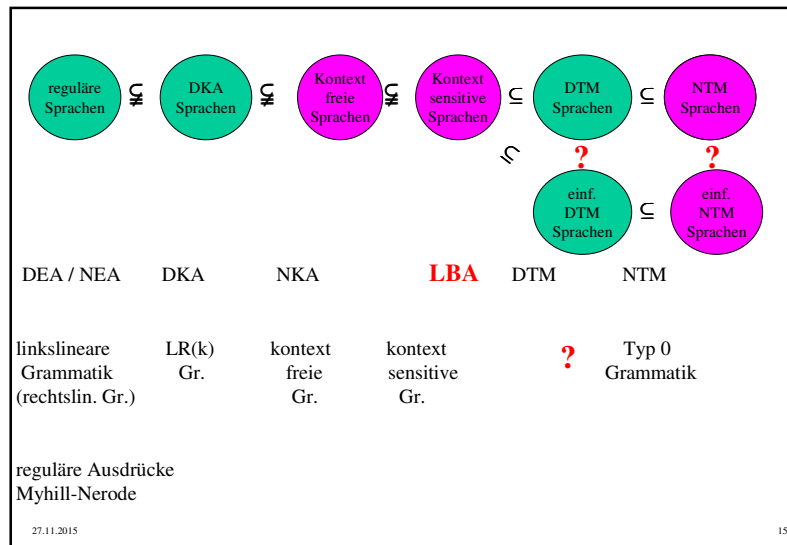 reguläre
Sprachen
⊊
DKA
Sprachen
⊊
Kontext
freie
Sprachen
⊊
Kontext
sensitive
Sprachen
⊆
DTM
Sprachen
⊆
NTM
Sprachen
⊆
? ?
einf.
DTM
Sprachen
⊆
einf.
NTM
Sprachen
DEA / NEA DKA NKA LBA DTM NTM
linkslineare LR(k) kontext kontext ? Typ 0
Grammatik Gr. freie sensitive Grammatik
(rechtslin. Gr.) Gr. Gr.
reguläre Ausdrücke
Myhill-Nerode
27.11.2015 15